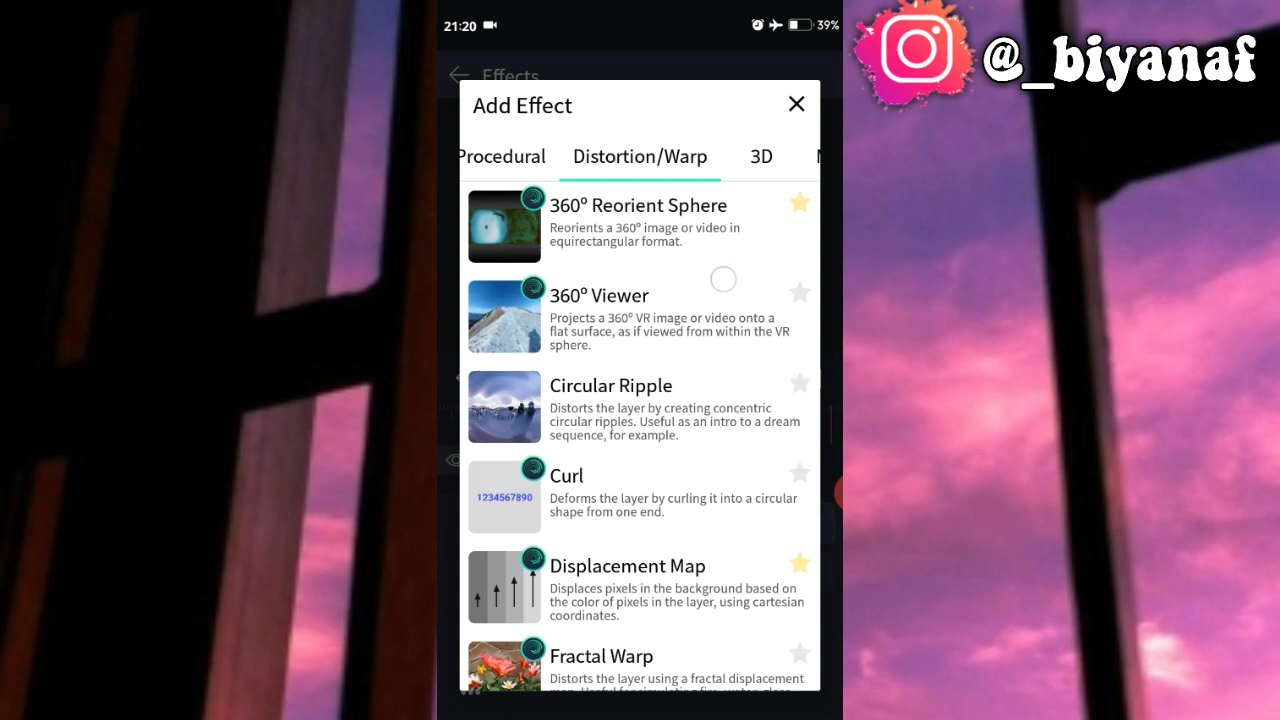 21:20
39%
@_biyanaf
Effects
Add Effect
Procedural Distortion/Warp 3D
360º Reorient Sphere
Reorients a 360º image or video in
equirectangular format.
360º Viewer
Projects a 360º VR image or video onto a
flat surface, as if viewed from within the VR
sphere.
Circular Ripple
Distorts the layer by creating concentric
circular ripples. Useful as an intro to a dream
sequence, for example.
Curl
1234567890
Deforms the layer by curling it into a circular
shape from one end.
Displacement Map
Displaces pixels in the background based on
the color of pixels in the layer, using cartesian
coordinates.
Fractal Warp
Distorts the layer using a fractal displacement